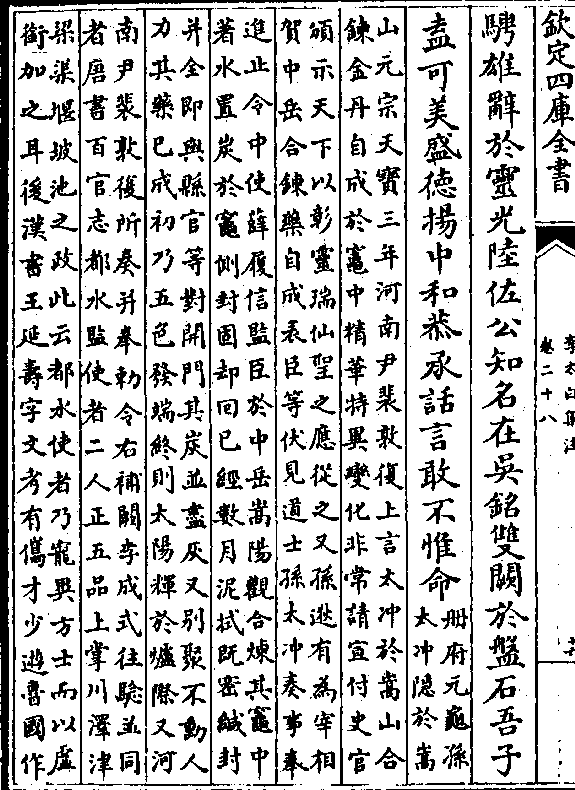 欽定四庫全書
李太白集注
卷二十八
騁雄辭於靈光陸佐公知名在吳銘雙闕於盤石吾子
盍可美盛德揚中和恭承話言敢不惟命
冊府元龜孫
太沖隱於嵩
山元宗天寶三年河南尹裴敦復上言太沖於嵩山合
鍊金丹自成於竈中精華特異變化非常請宣付史官
頒示天下以彰靈瑞仙聖之應從之又孫逖有為宰相
賀中岳合鍊藥自成表臣等伏見道士孫太沖奏事奉
進止令中使薛履信監臣於中岳嵩陽觀合煉其竈中
著水置炭於竈側封固却回已經數月泥拭既密緘封
并全即與縣官等對開門其炭並盡灰又別聚不動人
力其藥已成初乃五色發端終則太陽輝於爐際又河
南尹裴敦復所奏并奉勅令右補闕李成式往驗並同
者唐書百官志都水監使者二人正五品上掌川澤津
梁渠堰坡池之政此云都水使者乃寵異方士而以虛
銜加之耳後漢書王延壽字文考有儁才少遊魯國作